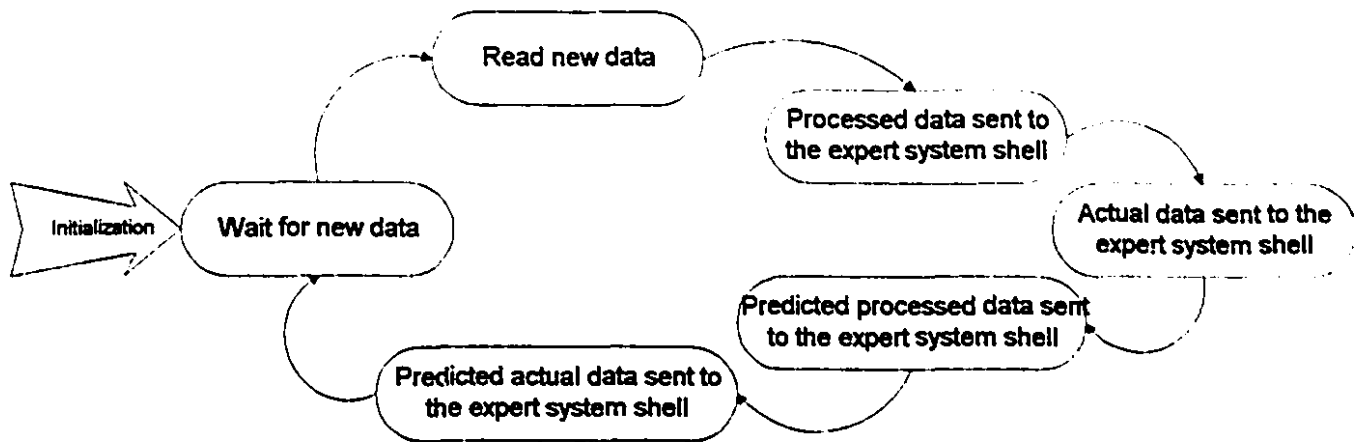 Read new data
Processed data sent to
the expert system shell
Initialization
Wait for new data
Actual data sent to the
expert system shell
Predicted processed data sent
to the expert system shell
Predicted actual data sent to
the expert system shell